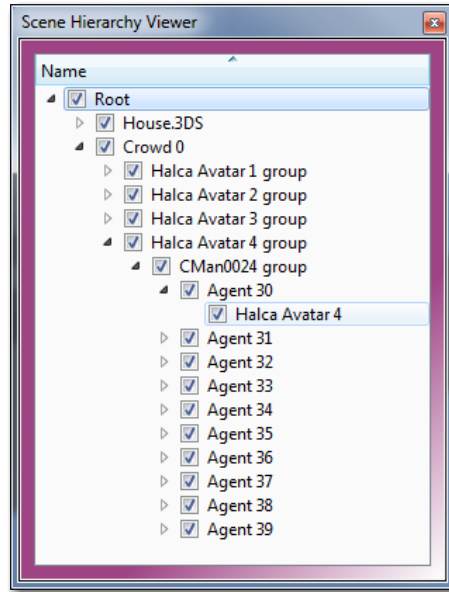 Scene Hierarchy Viewer
Name
Root
House.3DS
Crowd 0
Halca Avatar 1 group
Halca Avatar 2 group
Halca Avatar 3 group
Halca Avatar 4 group
CMan0024 group
Agent 30
Halca Avatar 4
Agent 31
Agent 32
Agent 33
Agent 34
Agent 35
Agent 36
Agent 37
Agent 38
Agent 39